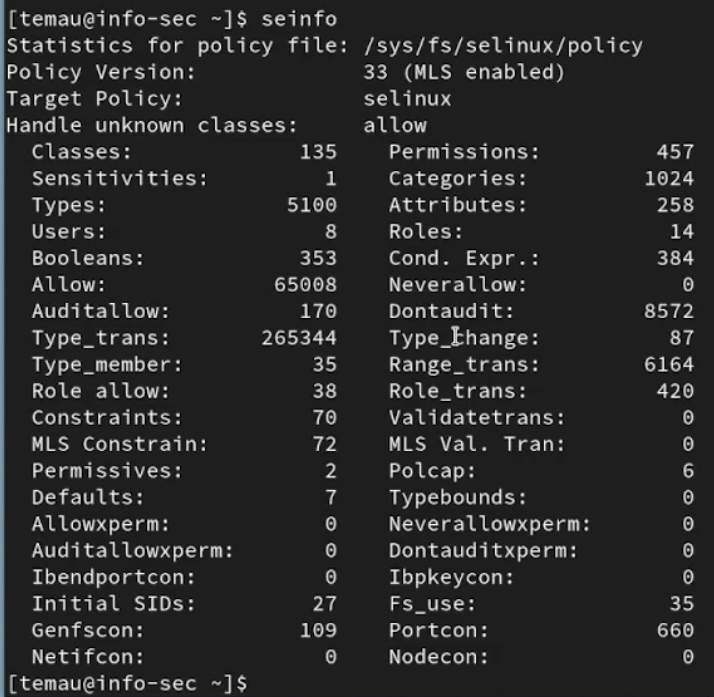 [temau@info-sec ~]$ seinfo
Statistics for policy file: /sys/fs/selinux/policy
Policy Version:             33 (MLS enabled)
Target Policy:              selinux
Handle unknown classes:     allow
  Classes:             135    Permissions:         457
  Sensitivities:         1    Categories:         1024
  Types:              5100    Attributes:          258
  Users:                 8    Roles:                14
  Booleans:            353    Cond. Expr.:         384
  Allow:             65008    Neverallow:            0
  Auditallow:          170    Dontaudit:          8572
  Type_trans:       265344    Type_change:          87
  Type_member:          35    Range_trans:        6164
  Role allow:           38    Role_trans:          420
  Constraints:          70    Validatetrans:         0
  MLS Constrain:        72    MLS Val. Tran:         0
  Permissives:           2    Polcap:                6
  Defaults:              7    Typebounds:            0
  Allowxperm:            0    Neverallowxperm:       0
  Auditallowxperm:       0    Dontauditxperm:        0
  Ibendportcon:          0    Ibpkeycon:             0
  Initial SIDs:         27    Fs_use:               35
  Genfscon:            109    Portcon:             660
  Netifcon:              0    Nodecon:               0
[temau@info-sec ~]$